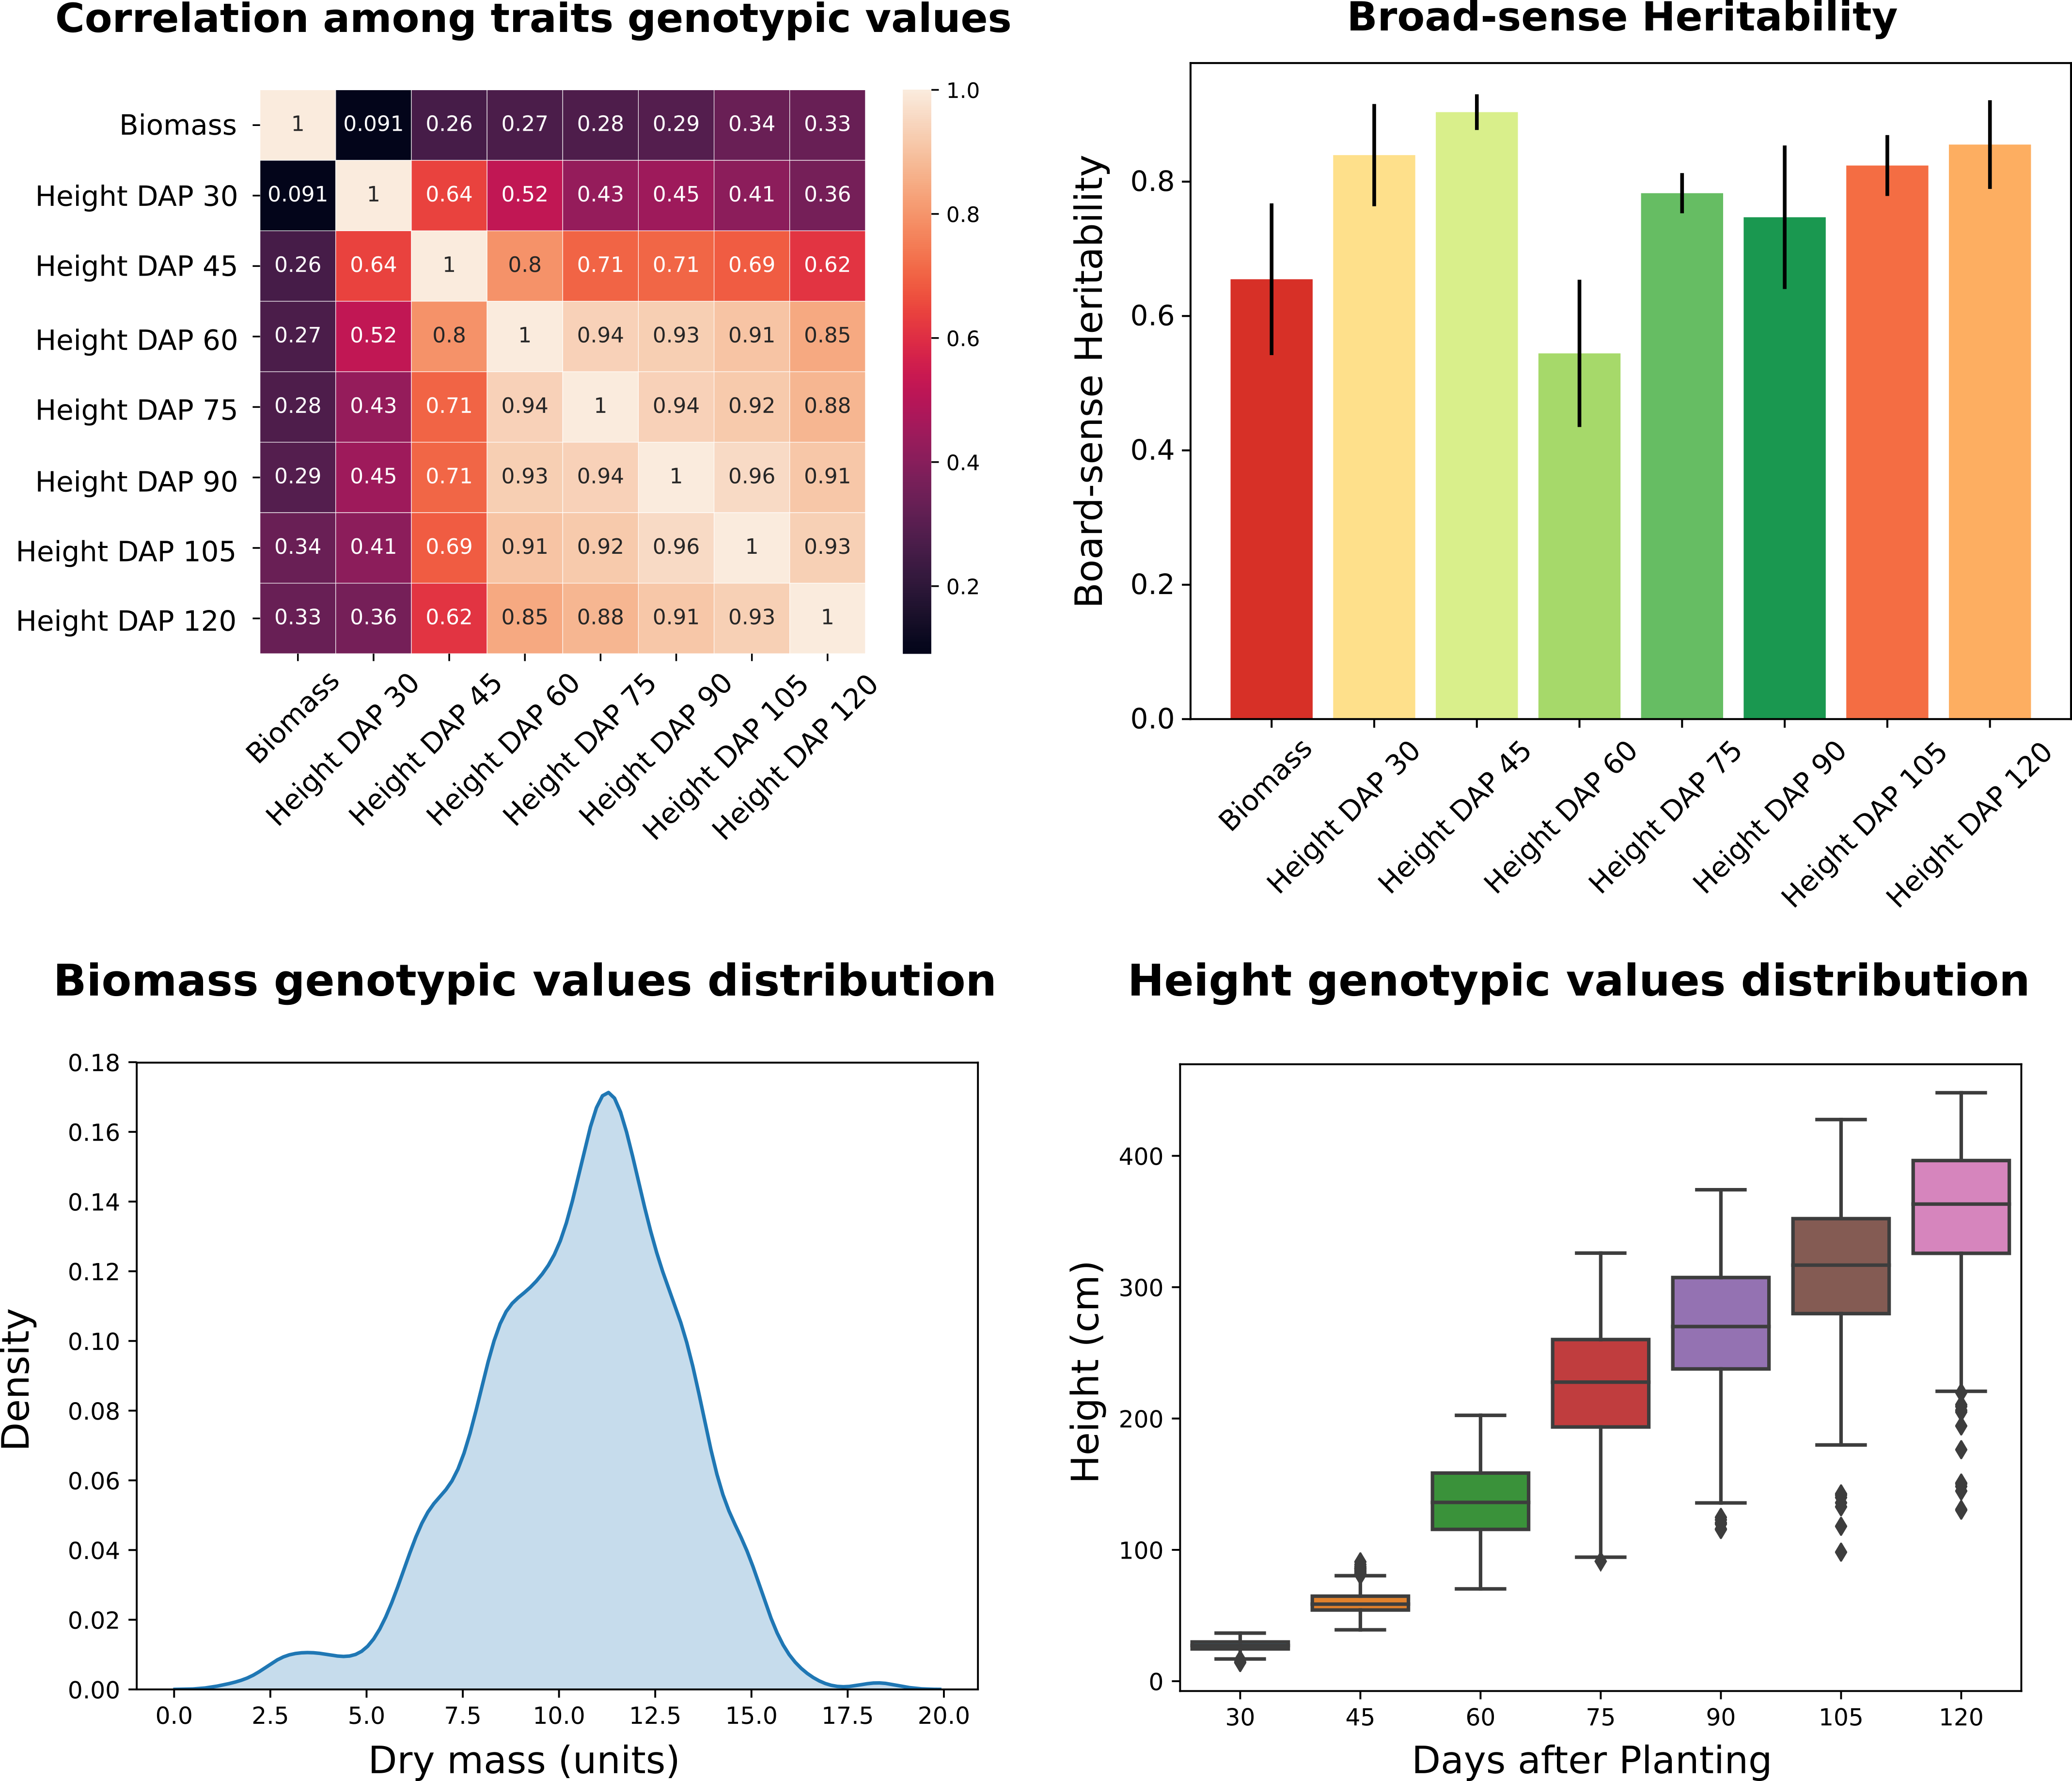 Correlation among traits genotypic values
Biomass 1 0.091 0.26 0.27 0.28 0.29 0.34 0.33
Height DAP 30 0.091 1 0.64 0.52 0.43 0.45 0.41 0.36
Height DAP 45 0.26 0.64 1 0.8 0.71 0.71 0.69 0.62
Height DAP 60 0.27 0.52 0.8 1 0.94 0.93 0.91 0.85
Height DAP 75 0.28 0.43 0.71 0.94 1 0.94 0.92 0.88
Height DAP 90 0.29 0.45 0.71 0.93 0.94 1 0.96 0.91
Height DAP 105 0.34 0.41 0.69 0.91 0.92 0.96 1 0.93
Height DAP 120 0.33 0.36 0.62 0.85 0.88 0.91 0.93 1
Biomass
Height DAP 30
Height DAP 45
Height DAP 60
Height DAP 75
Height DAP 90
Height DAP 105
Height DAP 120
1.0
0.8
0.6
0.4
0.2
Broad-sense Heritability
Board-sense Heritability
0.8
0.6
0.4
0.2
0.0
Biomass
Height DAP 30
Height DAP 45
Height DAP 60
Height DAP 75
Height DAP 90
Height DAP 105
Height DAP 120
Biomass genotypic values distribution
Density
0.18
0.16
0.14
0.12
0.10
0.08
0.06
0.04
0.02
0.00
0.0 2.5 5.0 7.5 10.0 12.5 15.0 17.5 20.0
Dry mass (units)
Height genotypic values distribution
Height (cm)
400
300
200
100
0
30 45 60 75 90 105 120
Days after Planting